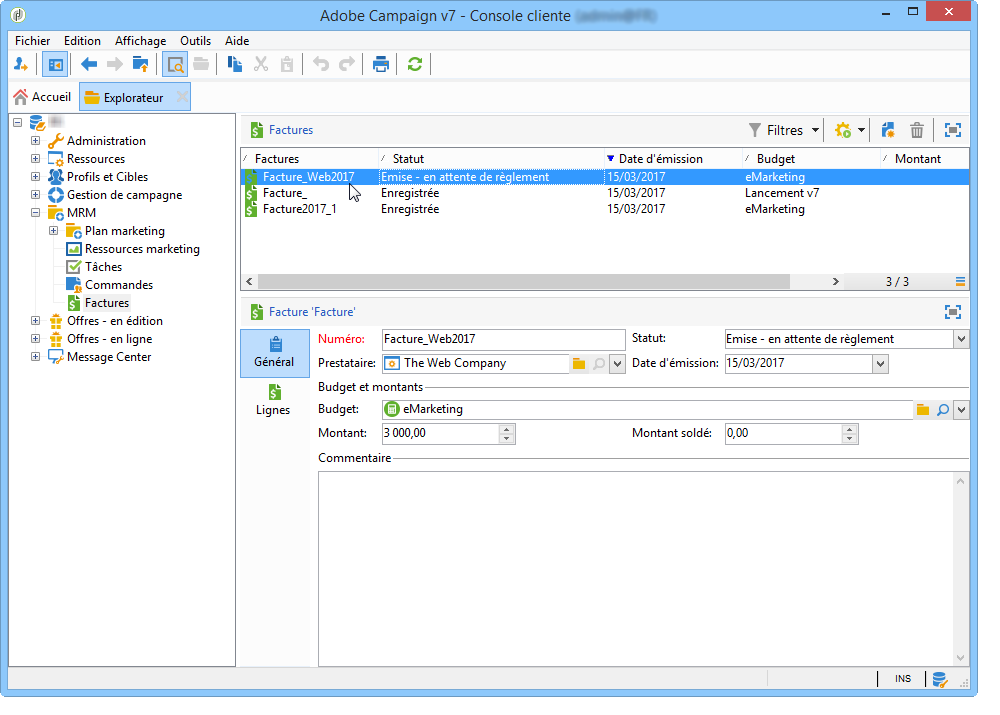 Adobe Campaign v7 - Console cliente
Fichier Edition Affichage Outils Aide
Accueil Explorateur
Administration
Ressources
Profils et Cibles
Gestion de campagne
MRM
Plan marketing
Ressources marketing
Tâches
Commandes
Factures
Offres - en édition
Offres - en ligne
Message Center
Factures Filtres
Factures Statut Date d'émission Budget Montant
Facture_Web2017 Emise - en attente de règlement 15/03/2017 eMarketing
Facture_ Enregistrée 15/03/2017 Lancement v7
Facture2017_1 Enregistrée 15/03/2017 eMarketing
3 / 3
Facture 'Facture'
Général
Lignes
Numéro: Facture_Web2017 Statut: Emise - en attente de règlement
Prestataire: The Web Company Date d'émission: 15/03/2017
Budget et montants
Budget: eMarketing
Montant: 3 000,00 Montant soldé: 0,00
Commentaire
INS